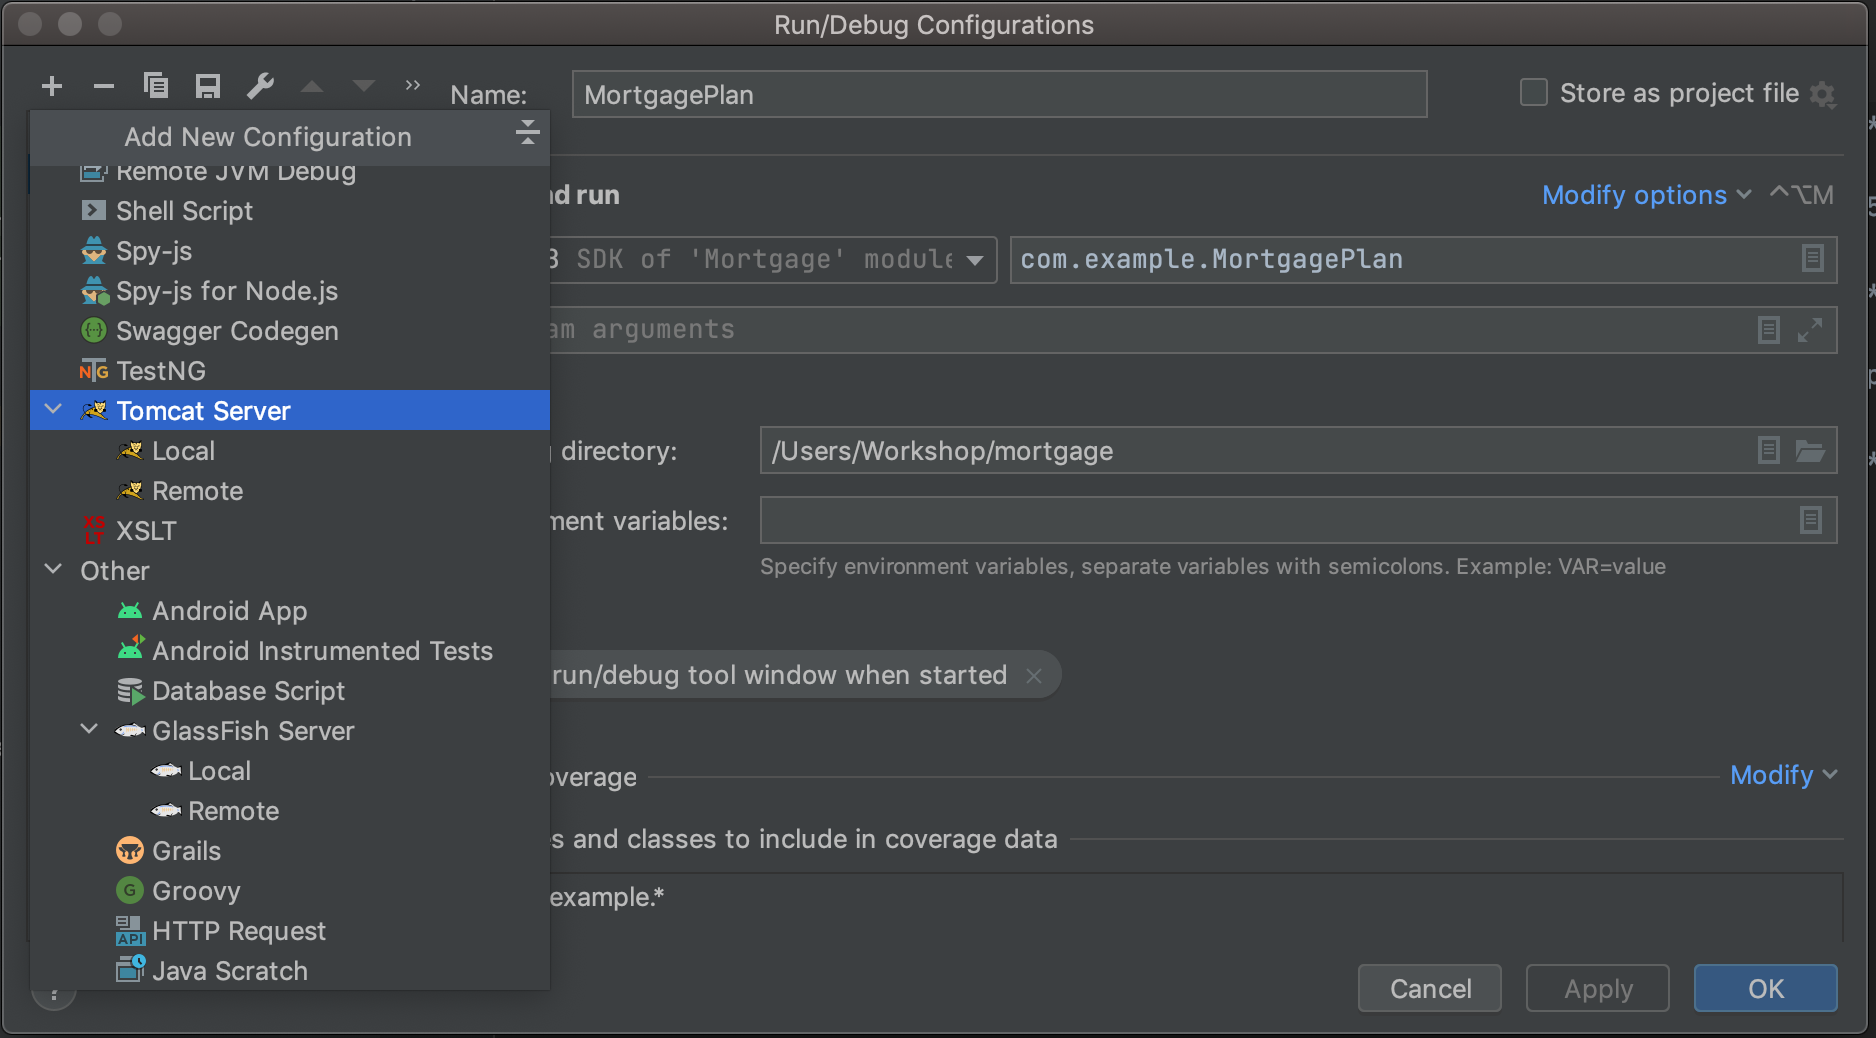 Run/Debug Configurations
Name:
MortgagePlan
Store as project file
Add New Configuration
Remote JVM Debug
Shell Script
Spy-js
Spy-js for Node.js
Swagger Codegen
TestNG
Tomcat Server
Local
Remote
XSLT
Other
Android App
Android Instrumented Tests
Database Script
GlassFish Server
Local
Remote
Grails
Groovy
HTTP Request
Java Scratch
nd run
Modify options ⌃⌥M
SDK of 'Mortgage' module
com.example.MortgagePlan
am arguments
directory:
/Users/Workshop/mortgage
ment variables:
Specify environment variables, separate variables with semicolons. Example: VAR=value
run/debug tool window when started
overage
Modify
es and classes to include in coverage data
example.*
?
Cancel
Apply
OK